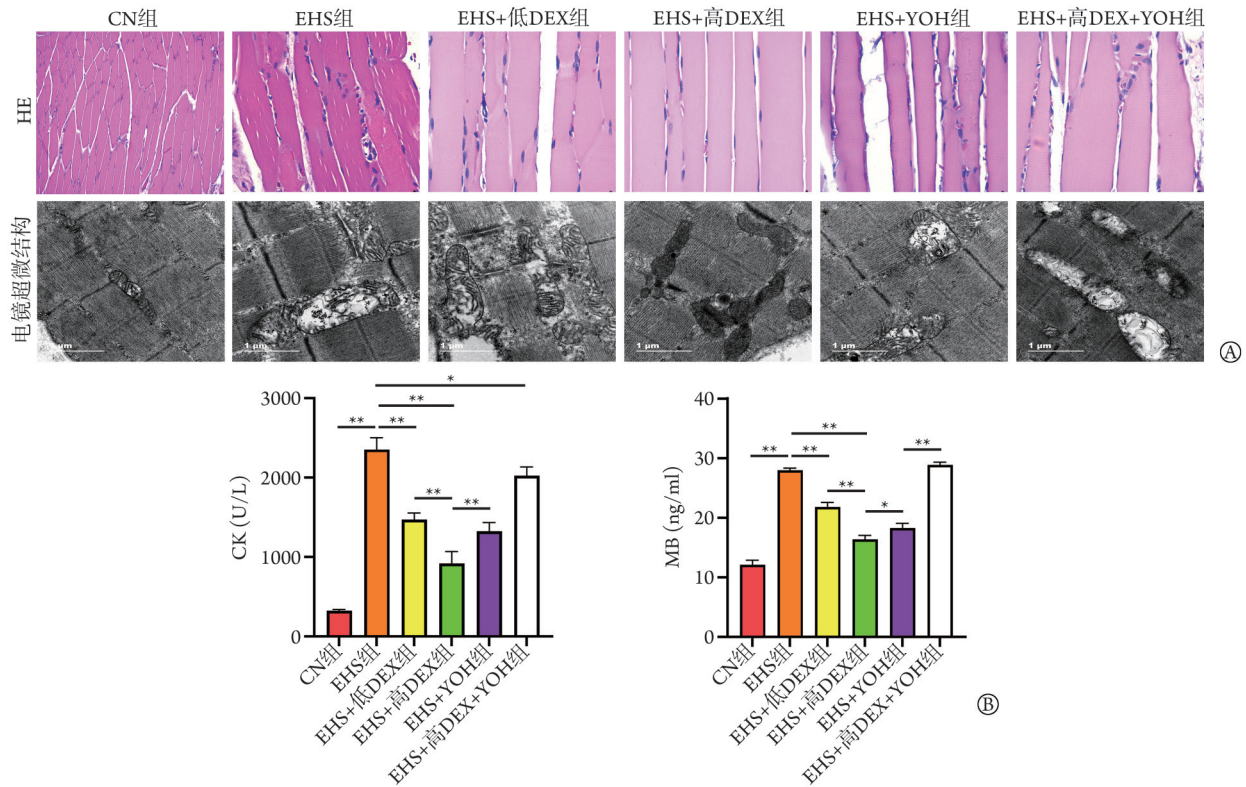 CN组
EHS组
EHS+低DEX组
EHS+高DEX组
EHS+YOH组
EHS+高DEX+YOH组
HE
电镜超微结构
μm
1 μm
1 μm
1 μm
1 μm
1 μm
Ⓐ
CK (U/L)
3000
2000
1000
0
*
**
**
**
**
**
CN组
EHS组
EHS+低DEX组
EHS+高DEX组
EHS+YOH组
EHS+高DEX+YOH组
MB (ng/ml)
40
30
20
10
0
**
**
**
**
**
*
CN组
EHS组
EHS+低DEX组
EHS+高DEX组
EHS+YOH组
EHS+高DEX+YOH组
Ⓑ